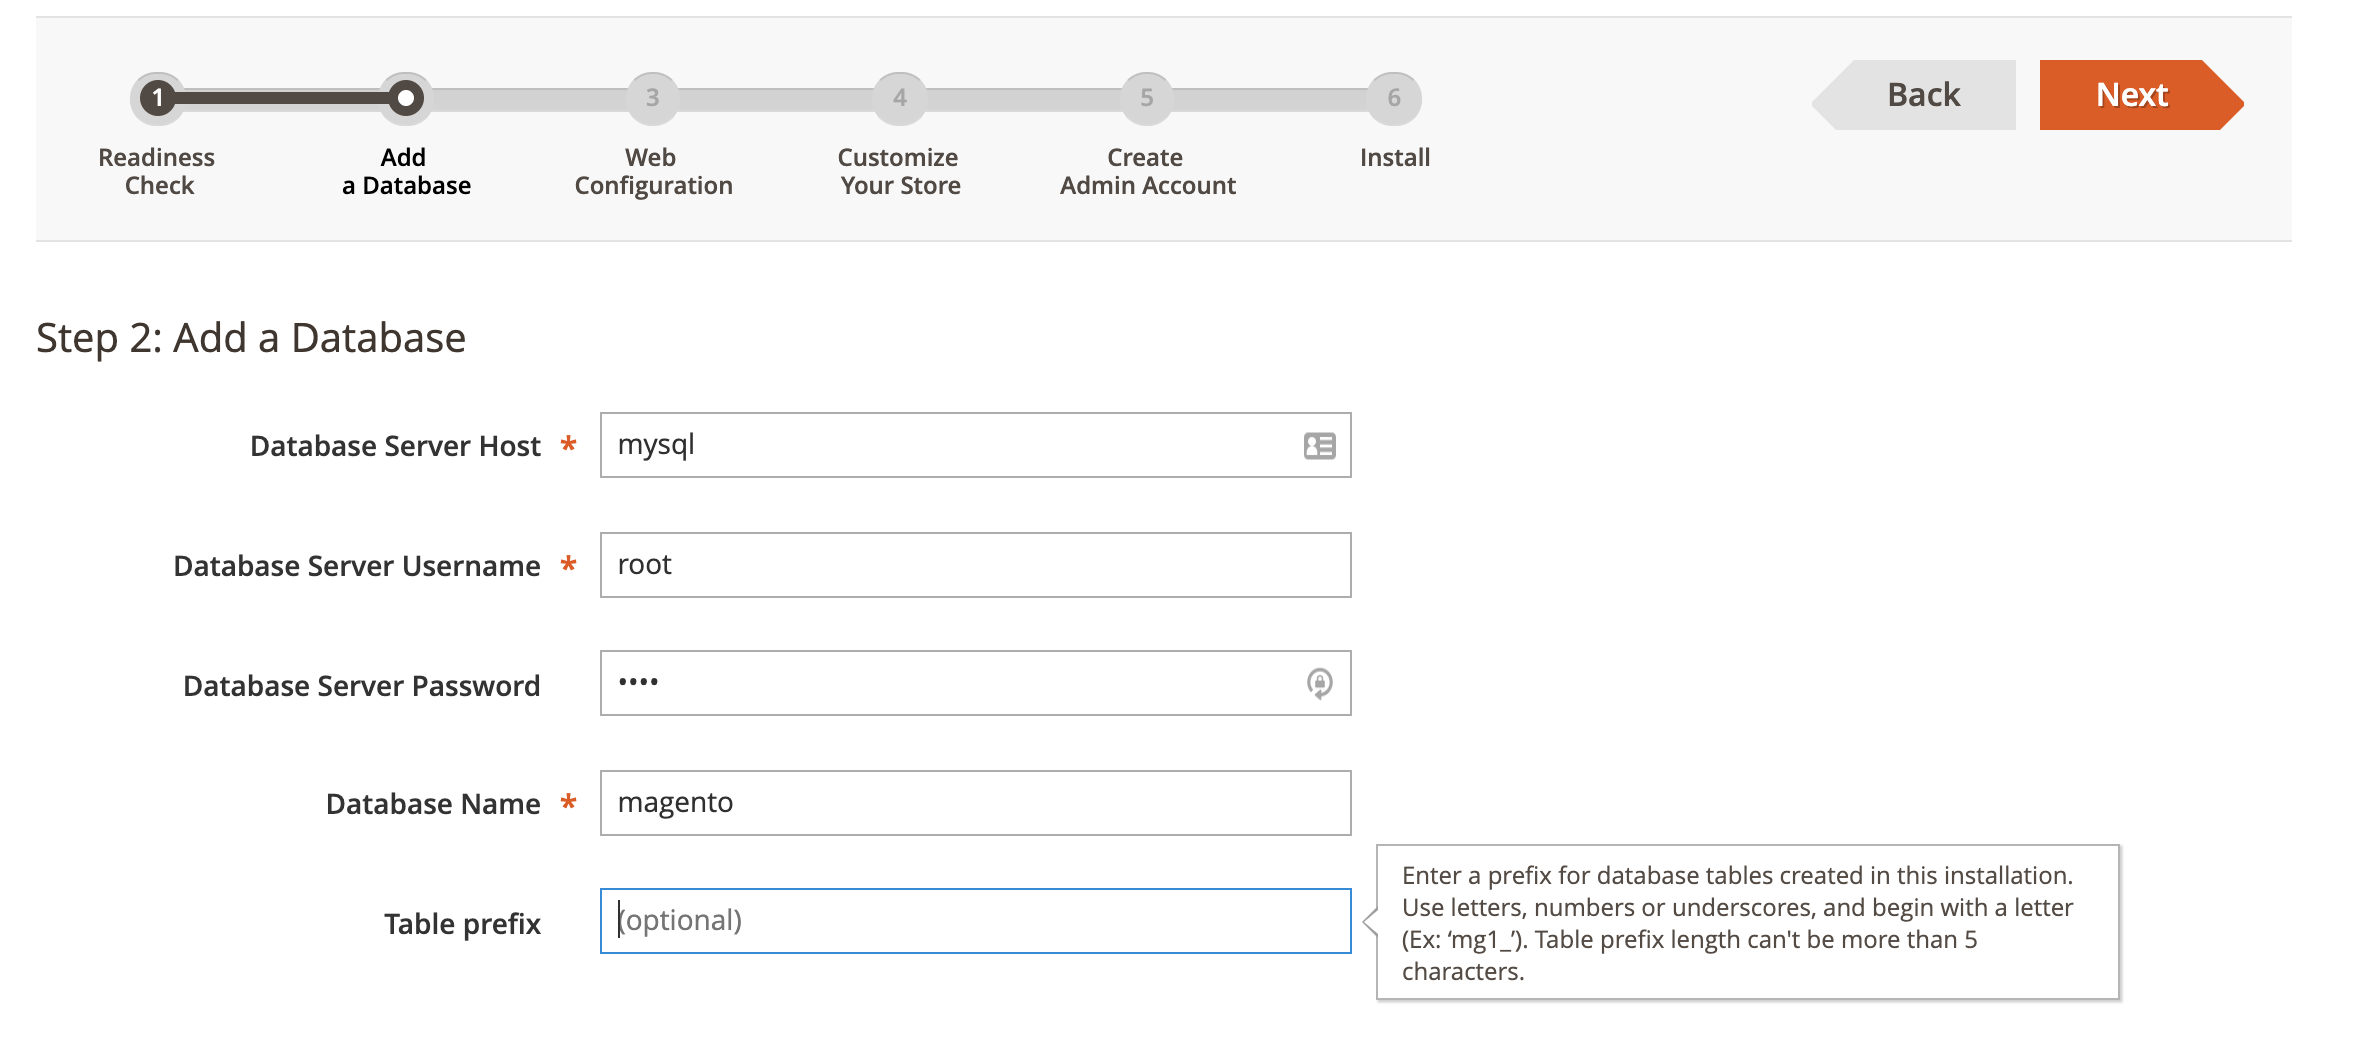 1 3 4 5 6
Readiness Check
Add a Database
Web Configuration
Customize Your Store
Create Admin Account
Install
Back
Next
Step 2: Add a Database
Database Server Host * mysql
Database Server Username * root
Database Server Password ••••
Database Name * magento
Table prefix (optional)
Enter a prefix for database tables created in this installation.
Use letters, numbers or underscores, and begin with a letter
(Ex: ‘mg1_’). Table prefix length can't be more than 5
characters.